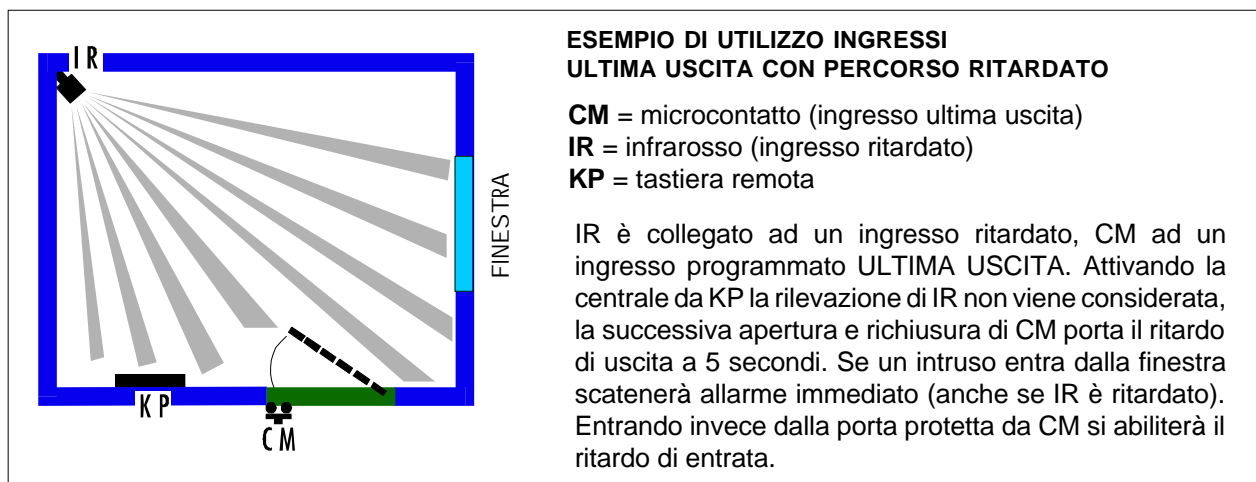 IR
FINESTRA
KP
CM
ESEMPIO DI UTILIZZO INGRESSI
ULTIMA USCITA CON PERCORSO RITARDATO
CM = microcontatto (ingresso ultima uscita)
IR = infrarosso (ingresso ritardato)
KP = tastiera remota
IR è collegato ad un ingresso ritardato, CM ad un
ingresso programmato ULTIMA USCITA. Attivando la
centrale da KP la rilevazione di IR non viene considerata,
la successiva apertura e richiusura di CM porta il ritardo
di uscita a 5 secondi. Se un intruso entra dalla finestra
scatenerà allarme immediato (anche se IR è ritardato).
Entrando invece dalla porta protetta da CM si abiliterà il
ritardo di entrata.